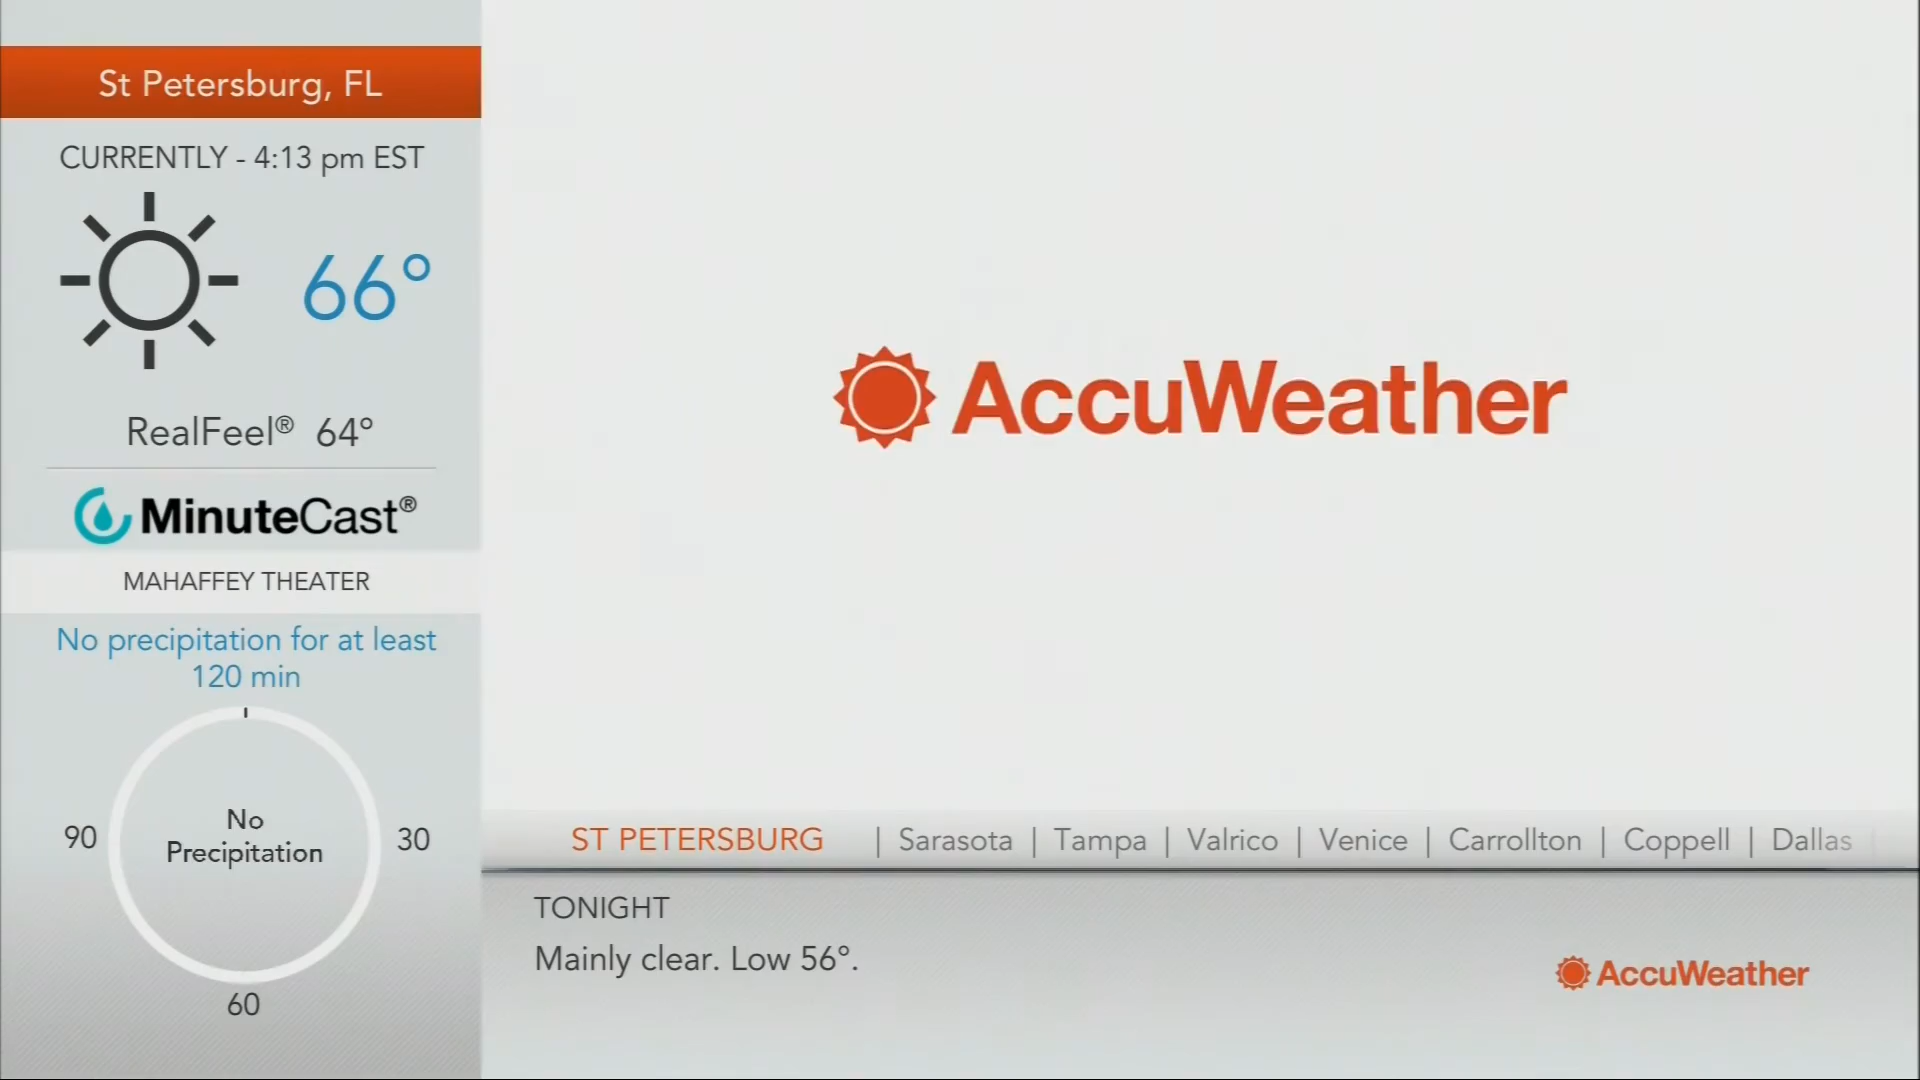 St Petersburg, FL
CURRENTLY - 4:13 pm EST
66°
RealFeel® 64°
MinuteCast®
MAHAFFEY THEATER
No precipitation for at least
120 min
No
Precipitation
90
30
60
AccuWeather
ST PETERSBURG | Sarasota | Tampa | Valrico | Venice | Carrollton | Coppell | Dallas
TONIGHT
Mainly clear. Low 56°.
AccuWeather